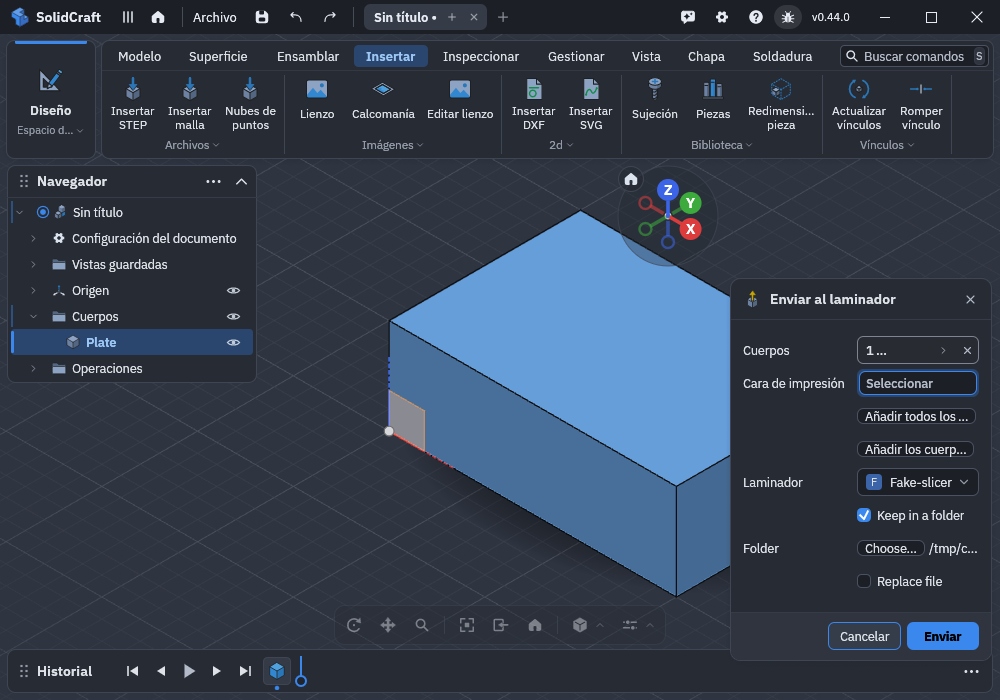 SolidCraft
Archivo
Sin título •
v0.44.0
Diseño
Espacio d...
Modelo
Superficie
Ensamblar
Insertar
Inspeccionar
Gestionar
Vista
Chapa
Soldadura
Buscar comandos
S
Insertar STEP
Insertar malla
Nubes de puntos
Archivos
Lienzo
Calcomanía
Editar lienzo
Imágenes
Insertar DXF
Insertar SVG
2d
Sujeción
Piezas
Redimensi... pieza
Biblioteca
Actualizar vínculos
Romper vínculo
Vínculos
Navegador
Sin título
Configuración del documento
Vistas guardadas
Origen
Cuerpos
Plate
Operaciones
Z
Y
X
Enviar al laminador
Cuerpos
1 ...
Cara de impresión
Seleccionar
Añadir todos los ...
Añadir los cuerp...
Laminador
F
Fake-slicer
Keep in a folder
Folder
Choose...
/tmp/c...
Replace file
Cancelar
Enviar
Historial